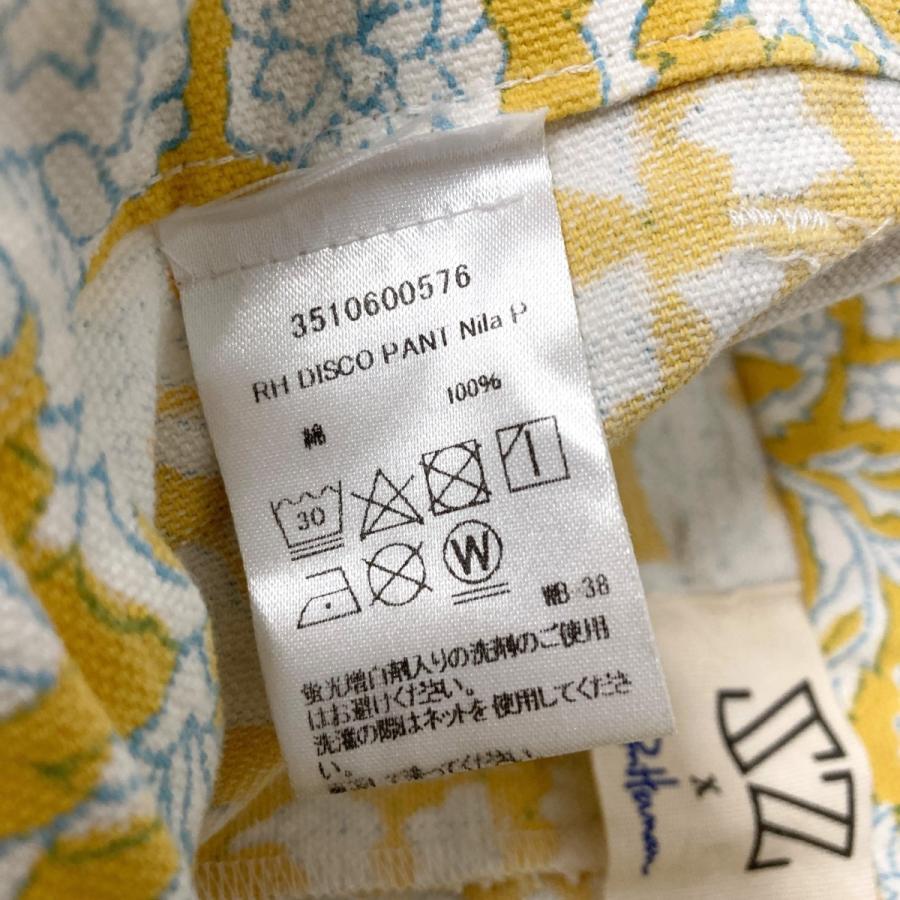 3510600576
RH DISCO PANT Nila P
綿 100%
30
W
WB 38
蛍光増白剤入りの洗剤のご使用
はお避けください。
洗濯の際はネットを使用してくださ
い。
SZ
x